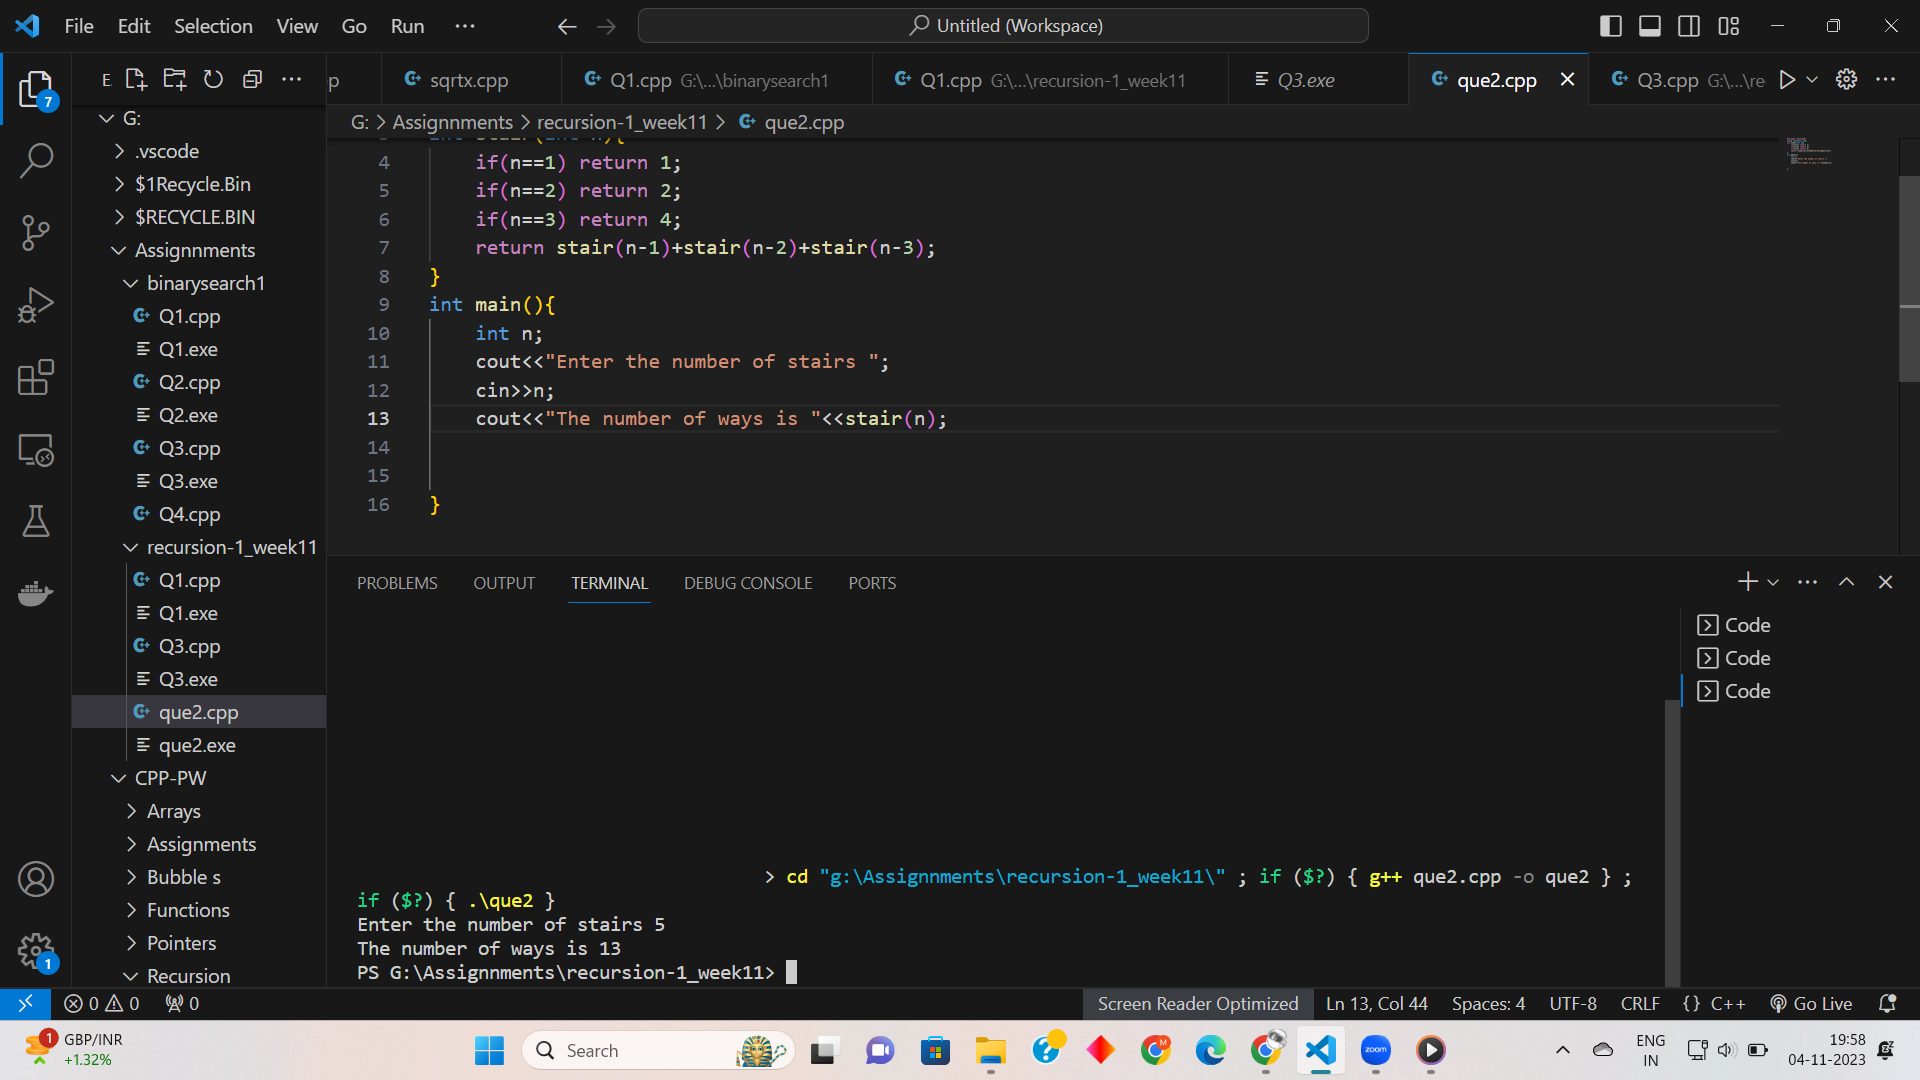 File Edit Selection View Go Run ··· Untitled (Workspace)
E
p sqrtx.cpp Q1.cpp G:\...\binarysearch1 Q1.cpp G:\...\recursion-1_week11 Q3.exe que2.cpp Q3.cpp G:\...\re
7
G: > Assignnments > recursion-1_week11 > que2.cpp
G:
.vscode
$1Recycle.Bin
$RECYCLE.BIN
Assignnments
binarysearch1
Q1.cpp
Q1.exe
Q2.cpp
Q2.exe
Q3.cpp
Q3.exe
Q4.cpp
recursion-1_week11
Q1.cpp
Q1.exe
Q3.cpp
Q3.exe
que2.cpp
que2.exe
CPP-PW
Arrays
Assignments
Bubble s
Functions
Pointers
Recursion
1
3 int stair(int n){
4 if(n==1) return 1;
5 if(n==2) return 2;
6 if(n==3) return 4;
7 return stair(n-1)+stair(n-2)+stair(n-3);
8 }
9 int main(){
10 int n;
11 cout<<"Enter the number of stairs ";
12 cin>>n;
13 cout<<"The number of ways is "<<stair(n);
14
15
16 }
PROBLEMS OUTPUT TERMINAL DEBUG CONSOLE PORTS
Code
Code
Code
> cd "g:\Assignnments\recursion-1_week11\" ; if ($?) { g++ que2.cpp -o que2 } ;
if ($?) { .\que2 }
Enter the number of stairs 5
The number of ways is 13
PS G:\Assignnments\recursion-1_week11>
0 0 0 Screen Reader Optimized Ln 13, Col 44 Spaces: 4 UTF-8 CRLF {} C++ Go Live
1 GBP/INR
+1.32%
Search
zoom
ENG
IN
19:58
04-11-2023